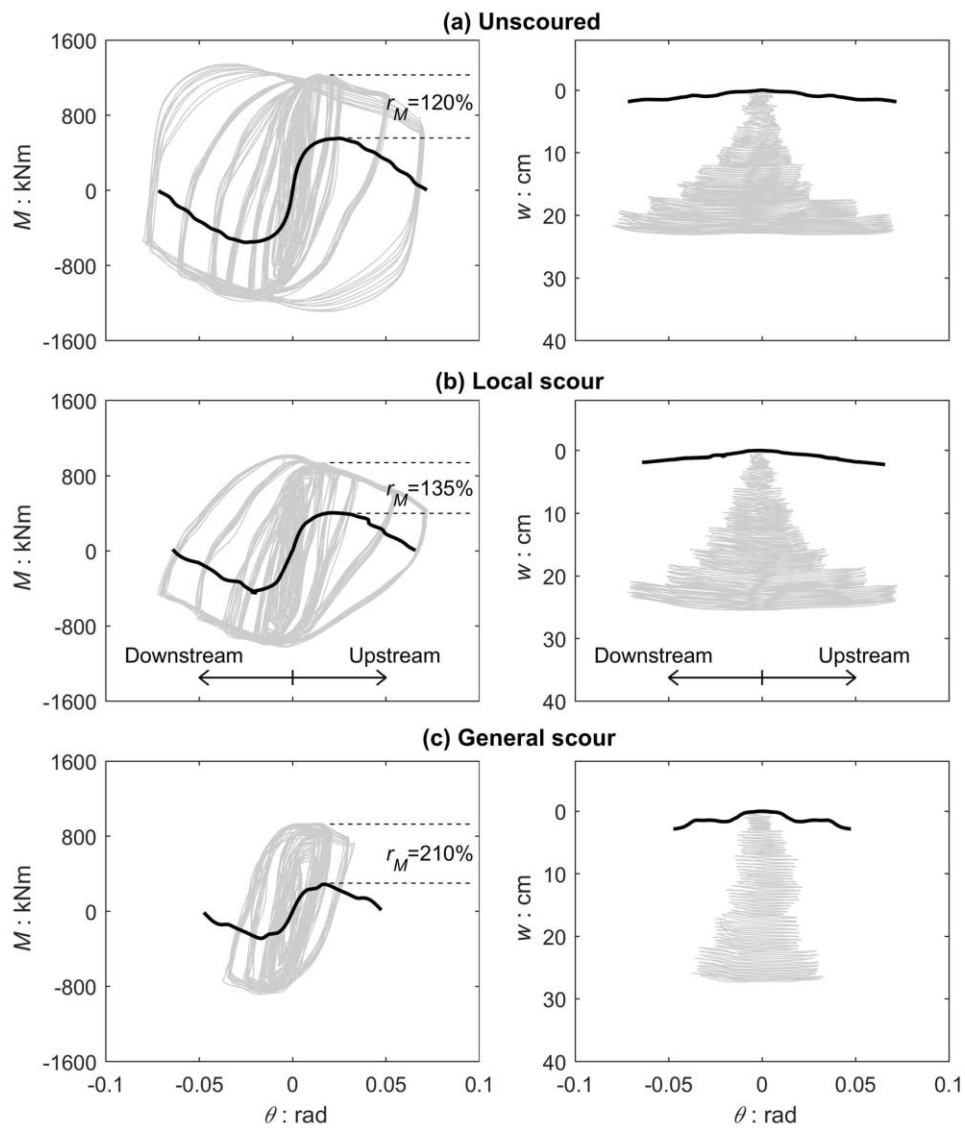 (a) Unscoured
1600
800
0
-800
-1600
M : kNm
r_M=120%
0
10
20
30
40
w : cm
(b) Local scour
1600
800
0
-800
-1600
M : kNm
r_M=135%
Downstream
Upstream
0
10
20
30
40
w : cm
Downstream
Upstream
(c) General scour
1600
800
0
-800
-1600
M : kNm
r_M=210%
-0.1
-0.05
0
0.05
0.1
θ : rad
0
10
20
30
40
w : cm
-0.1
-0.05
0
0.05
0.1
θ : rad